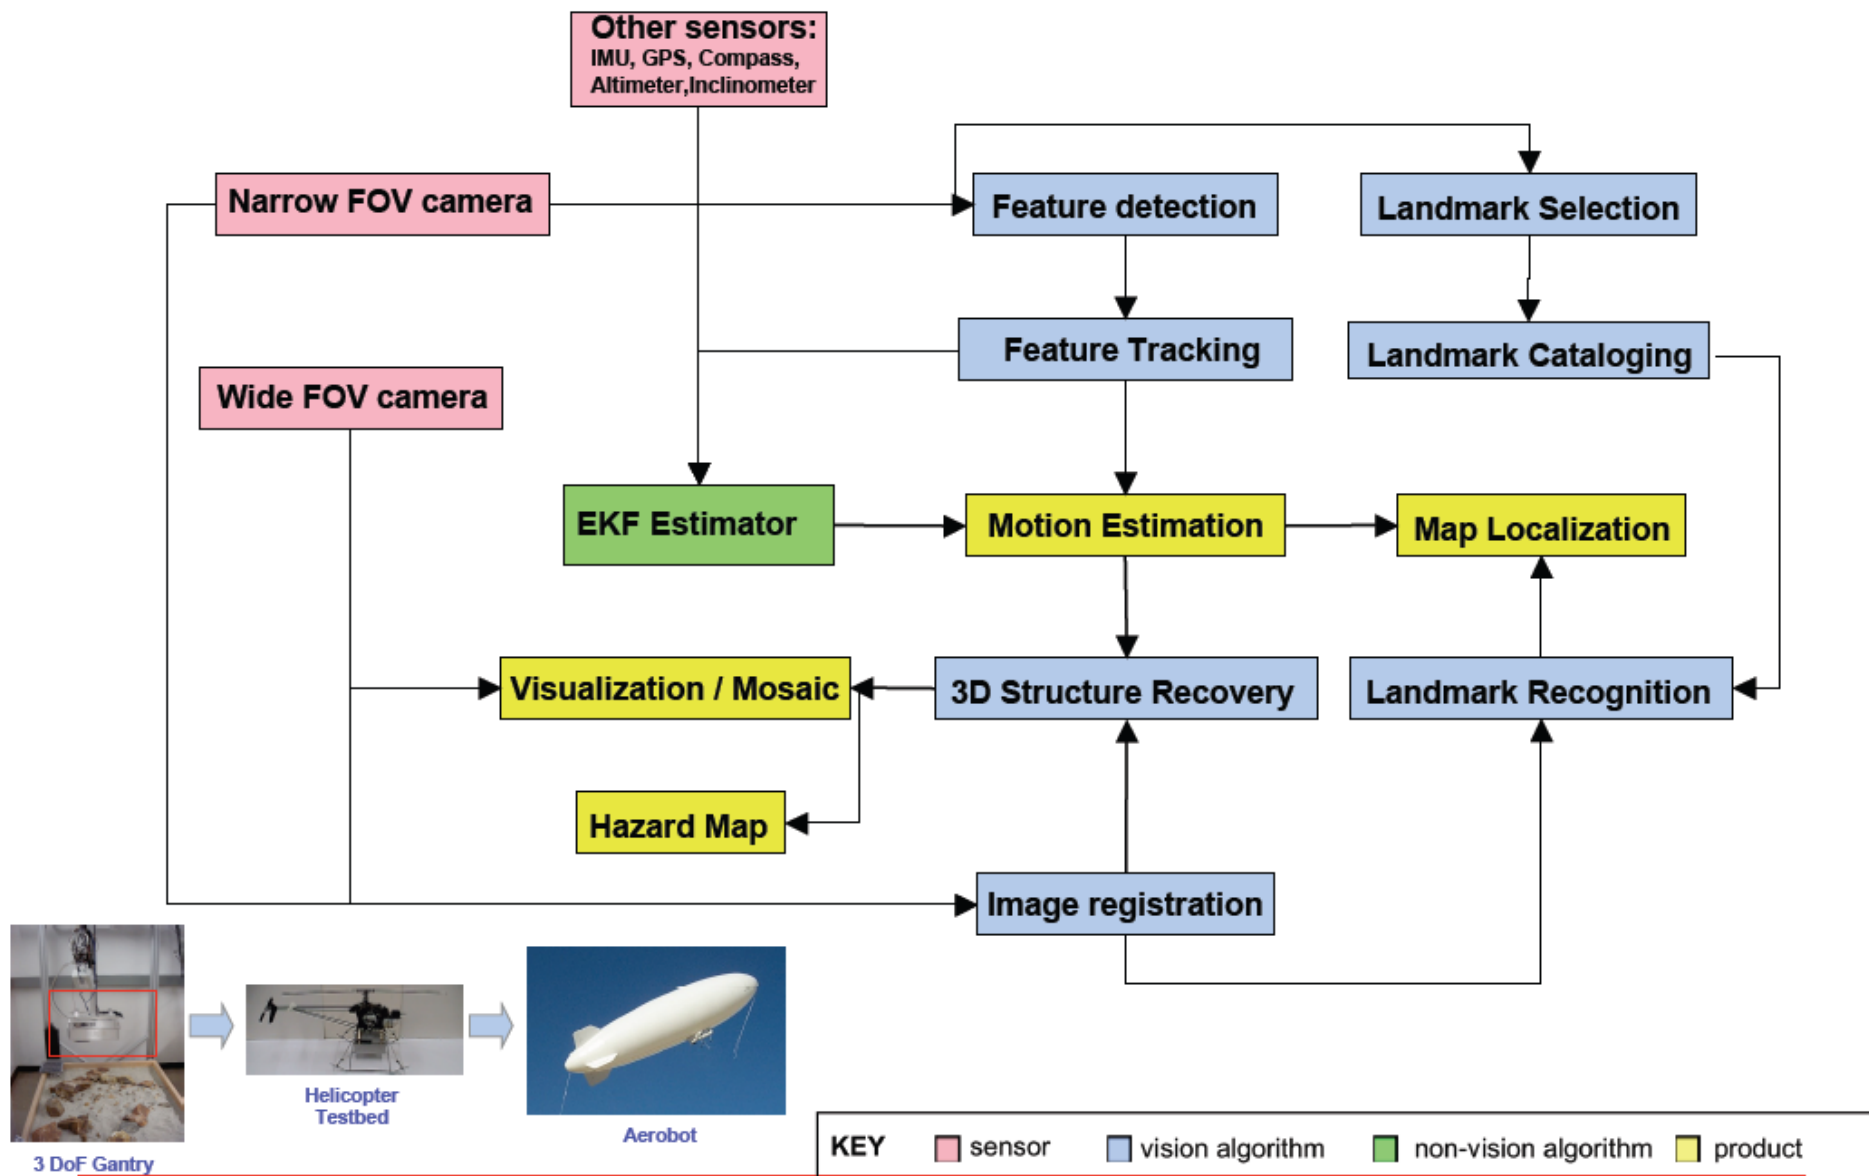 Other sensors:
IMU, GPS, Compass,
Altimeter,Inclinometer
Narrow FOV camera
Feature detection
Landmark Selection
Feature Tracking
Landmark Cataloging
Wide FOV camera
EKF Estimator
Motion Estimation
Map Localization
Visualization / Mosaic
3D Structure Recovery
Landmark Recognition
Hazard Map
Image registration
Helicopter
Testbed
Aerobot
3 DoF Gantry
KEY
sensor
vision algorithm
non-vision algorithm
product